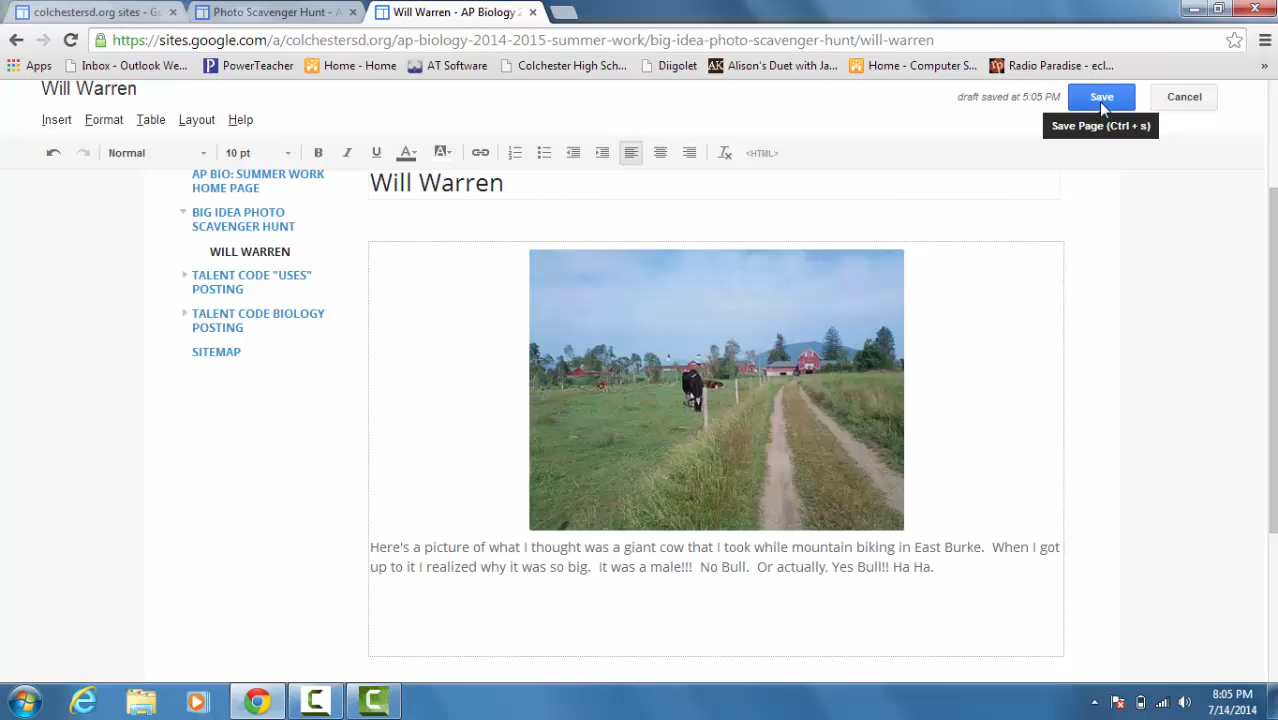 colchestersd.org sites - G
Photo Scavenger Hunt - A
Will Warren - AP Biology 2
https://sites.google.com/a/colchestersd.org/ap-biology-2014-2015-summer-work/big-idea-photo-scavenger-hunt/will-warren
Apps
Inbox - Outlook We...
PowerTeacher
Home - Home
AT Software
Colchester High Sc...
Diigolet
AK
Alison's Duet with Ja...
Home - Computer S...
Radio Paradise - ecl...
»
Will Warren
draft saved at 5:05 PM
Save
Cancel
Insert Format Table Layout Help
Save Page (Ctrl + s)
Normal
10 pt
B I U A A
<HTML>
AP BIO: SUMMER WORK
HOME PAGE
BIG IDEA PHOTO
SCAVENGER HUNT
WILL WARREN
TALENT CODE "USES"
POSTING
TALENT CODE BIOLOGY
POSTING
SITEMAP
Will Warren
Here's a picture of what I thought was a giant cow that I took while mountain biking in East Burke.  When I got
up to it I realized why it was so big.  It was a male!!!  No Bull.  Or actually, Yes Bull!! Ha Ha.
8:05 PM
7/14/2014